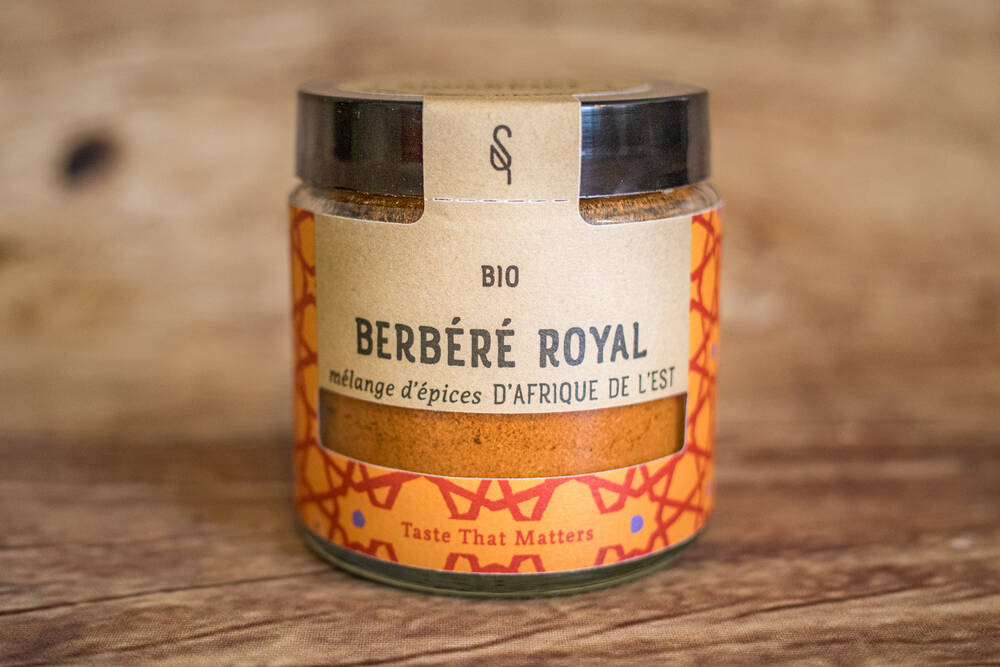 BIO
BERBÉRÉ ROYAL
mélange d'épices D'AFRIQUE DE L'EST
Taste That Matters